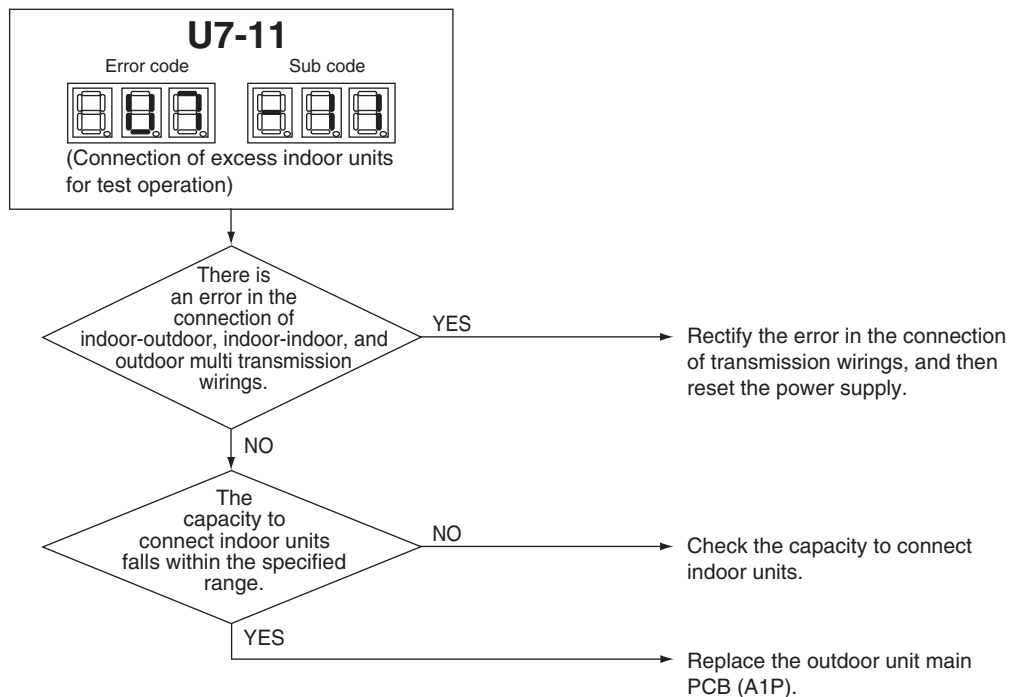 U7-11
Error code Sub code
U7 -11
(Connection of excess indoor units
for test operation)
There is
an error in the
connection of
indoor-outdoor, indoor-indoor, and
outdoor multi transmission
wirings.
YES
Rectify the error in the connection
of transmission wirings, and then
reset the power supply.
NO
The
capacity to
connect indoor units
falls within the specified
range.
NO
Check the capacity to connect
indoor units.
YES
Replace the outdoor unit main
PCB (A1P).